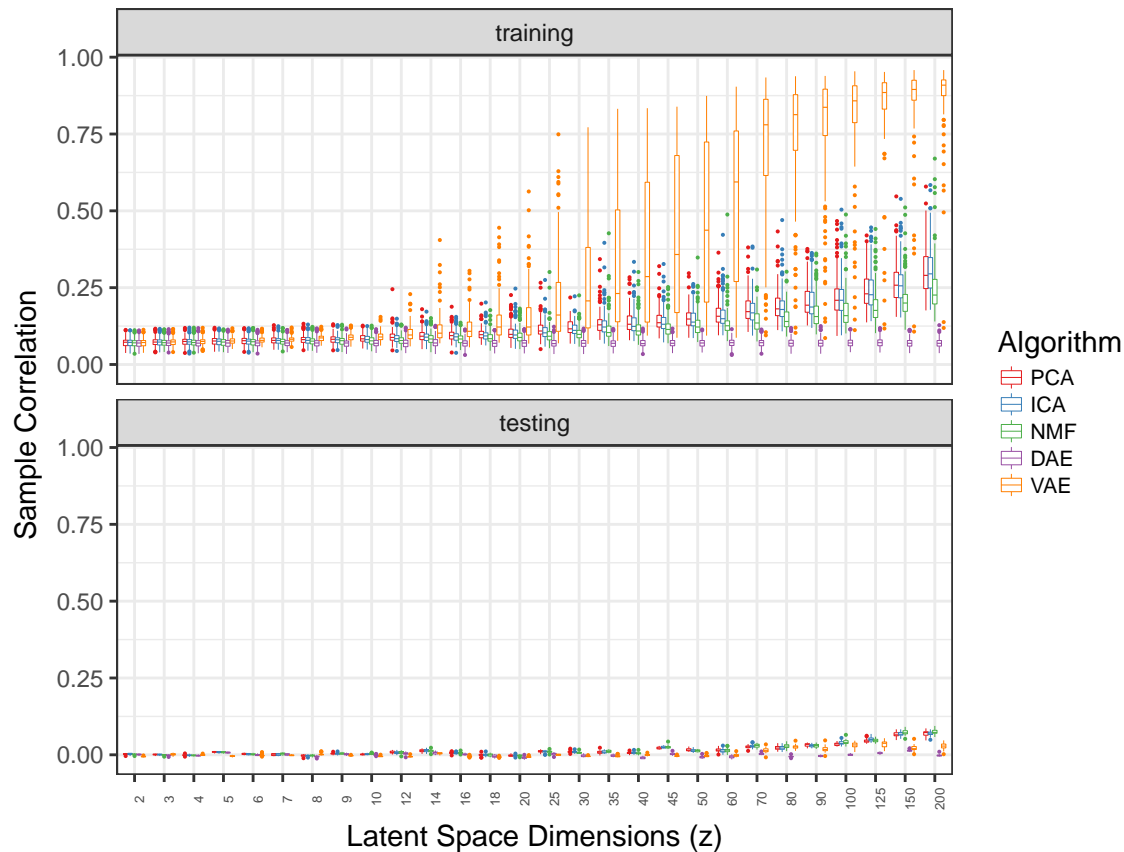 training
1.00
0.75
0.50
0.25
0.00
testing
1.00
0.75
0.50
0.25
0.00
Sample Correlation
2 3 4 5 6 7 8 9 10 12 14 16 18 20 25 30 35 40 45 50 60 70 80 90 100 125 150 200
Latent Space Dimensions (z)
Algorithm
PCA
ICA
NMF
DAE
VAE